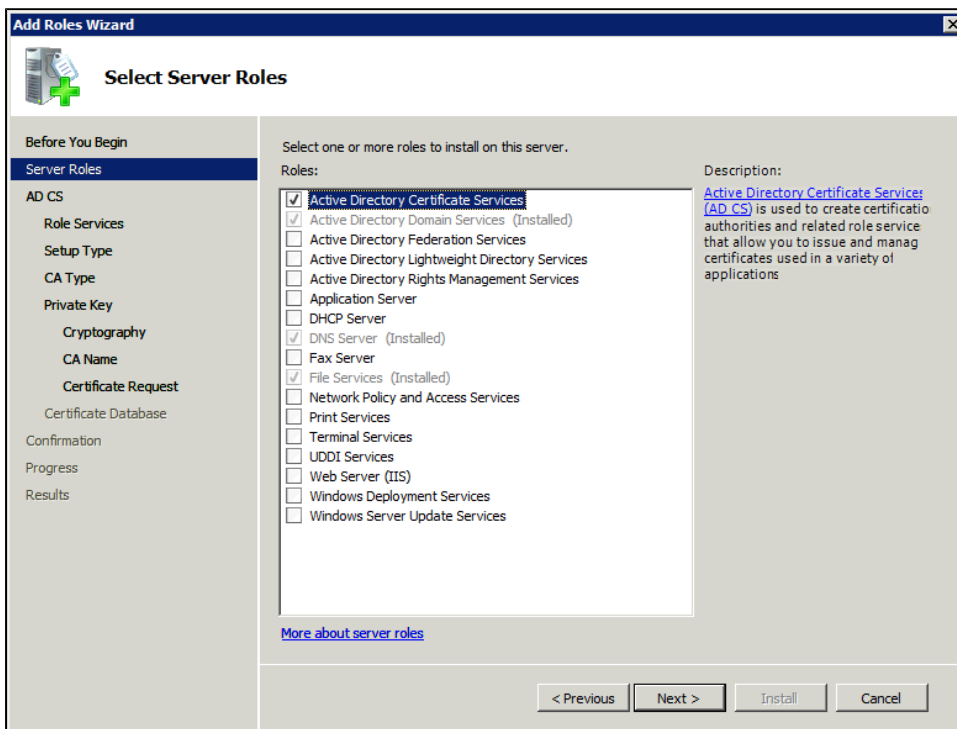 Add Roles Wizard
Select Server Roles
Before You Begin
Server Roles
AD CS
Role Services
Setup Type
CA Type
Private Key
Cryptography
CA Name
Certificate Request
Certificate Database
Confirmation
Progress
Results
Select one or more roles to install on this server.
Roles:
Active Directory Certificate Services
Active Directory Domain Services (Installed)
Active Directory Federation Services
Active Directory Lightweight Directory Services
Active Directory Rights Management Services
Application Server
DHCP Server
DNS Server (Installed)
Fax Server
File Services (Installed)
Network Policy and Access Services
Print Services
Terminal Services
UDDI Services
Web Server (IIS)
Windows Deployment Services
Windows Server Update Services
More about server roles
Description:
Active Directory Certificate Services
(AD CS) is used to create certificatio
authorities and related role service
that allow you to issue and manag
certificates used in a variety of
applications
< Previous
Next >
Install
Cancel